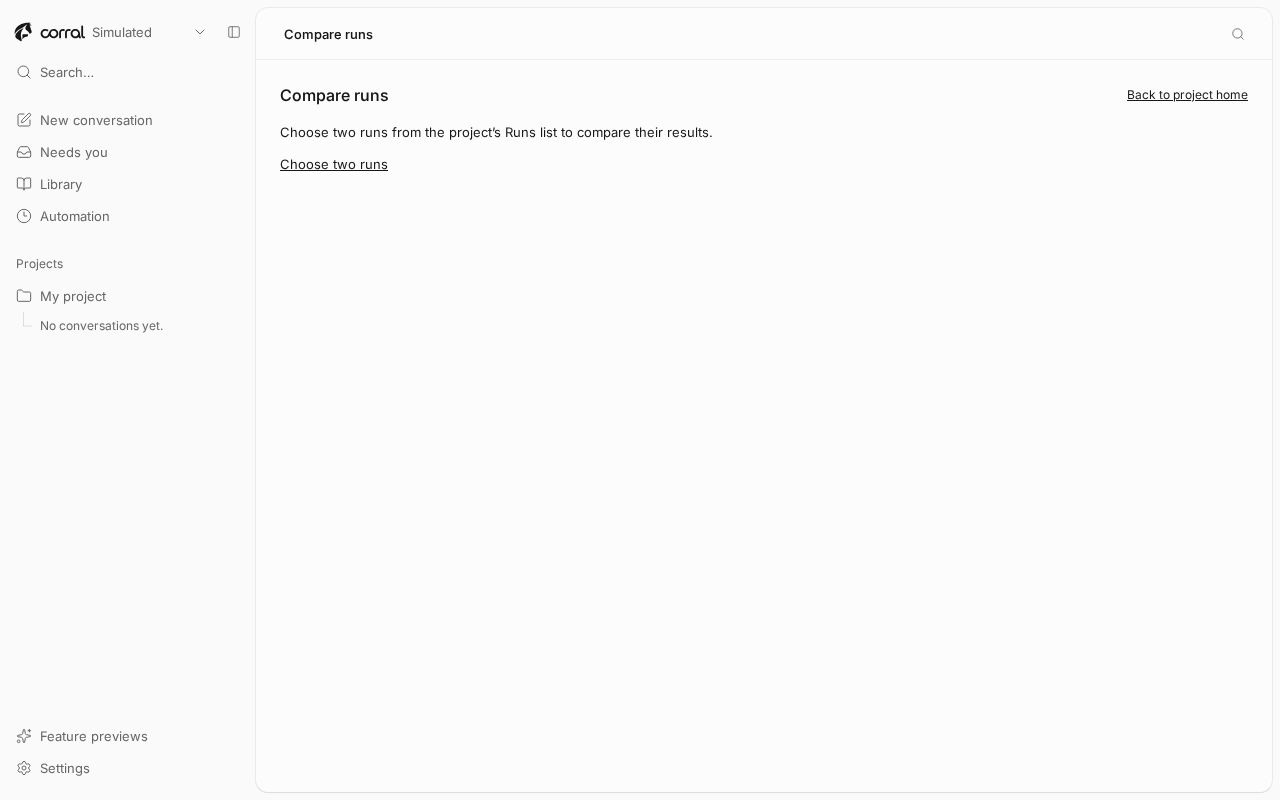 corral Simulated
Search...
New conversation
Needs you
Library
Automation
Projects
My project
No conversations yet.
Feature previews
Settings
Compare runs
Compare runs
Back to project home
Choose two runs from the project's Runs list to compare their results.
Choose two runs